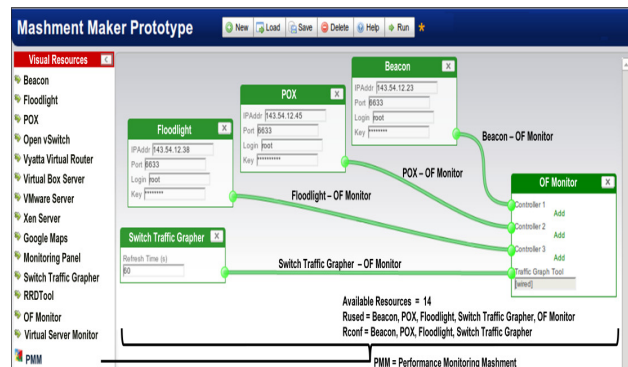 Mashment Maker Prototype
New Load Save Delete Help Run *
Visual Resources
Beacon
Floodlight
POX
Open vSwitch
Vyatta Virtual Router
Virtual Box Server
VMware Server
Xen Server
Google Maps
Monitoring Panel
Switch Traffic Grapher
RRDTool
OF Monitor
Virtual Server Monitor
PMM
Beacon X
IPAddr 143.54.12.23
Port 6633
Login root
Key ********
POX X
IPAddr 143.54.12.45
Port 6633
Login root
Key *********
Floodlight X
IPAddr 143.54.12.38
Port 6633
Login root
Key ********
Switch Traffic Grapher X
Refresh Time (s)
60
Beacon – OF Monitor
POX – OF Monitor
Floodlight – OF Monitor
Switch Traffic Grapher – OF Monitor
OF Monitor X
Controller 1
Add
Controller 2
Add
Controller 3
Add
Traffic Graph Tool
[wired]
Available Resources = 14
Rused = Beacon, POX, Floodlight, Switch Traffic Grapher, OF Monitor
Rconf = Beacon, POX, Floodlight, Switch Traffic Grapher
PMM = Performance Monitoring Mashment